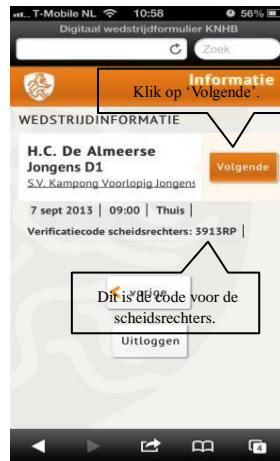 T-Mobile NL 10:58 56%
Digitaal wedstrijdformulier KNHB
Zoek
Informatie
Klik op 'Volgende'.
WEDSTRIJDINFORMATIE
H.C. De Almeerse
Jongens D1
Volgende
S.V. Kampong Voorlopig Jongens
7 sept 2013 | 09:00 | Thuis |
Verificatiecode scheidsrechters: 3913RP |
vorige
Dit is de code voor de
scheidsrechters.
Uitloggen
4